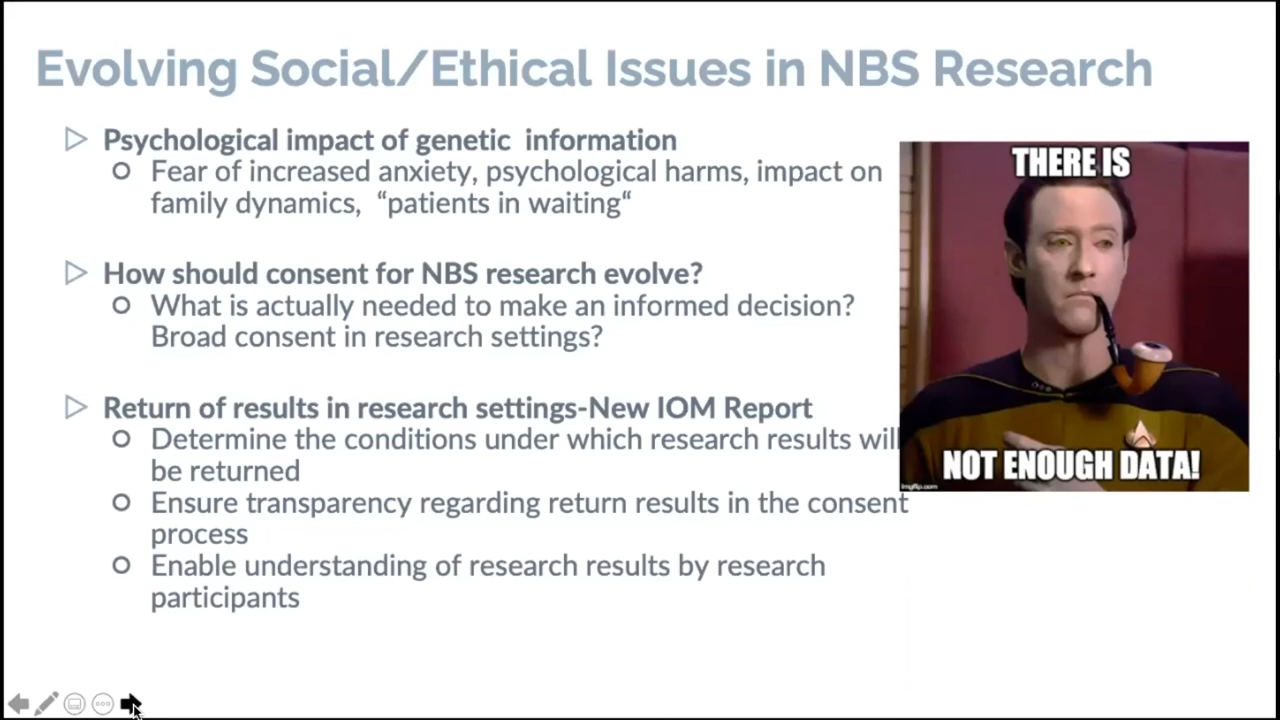 Evolving Social/Ethical Issues in NBS Research
Psychological impact of genetic  information
Fear of increased anxiety, psychological harms, impact on
family dynamics,  “patients in waiting“
How should consent for NBS research evolve?
What is actually needed to make an informed decision?
Broad consent in research settings?
Return of results in research settings-New IOM Report
Determine the conditions under which research results will
be returned
Ensure transparency regarding return results in the consent
process
Enable understanding of research results by research
participants
THERE IS
NOT ENOUGH DATA!
imgflip.com